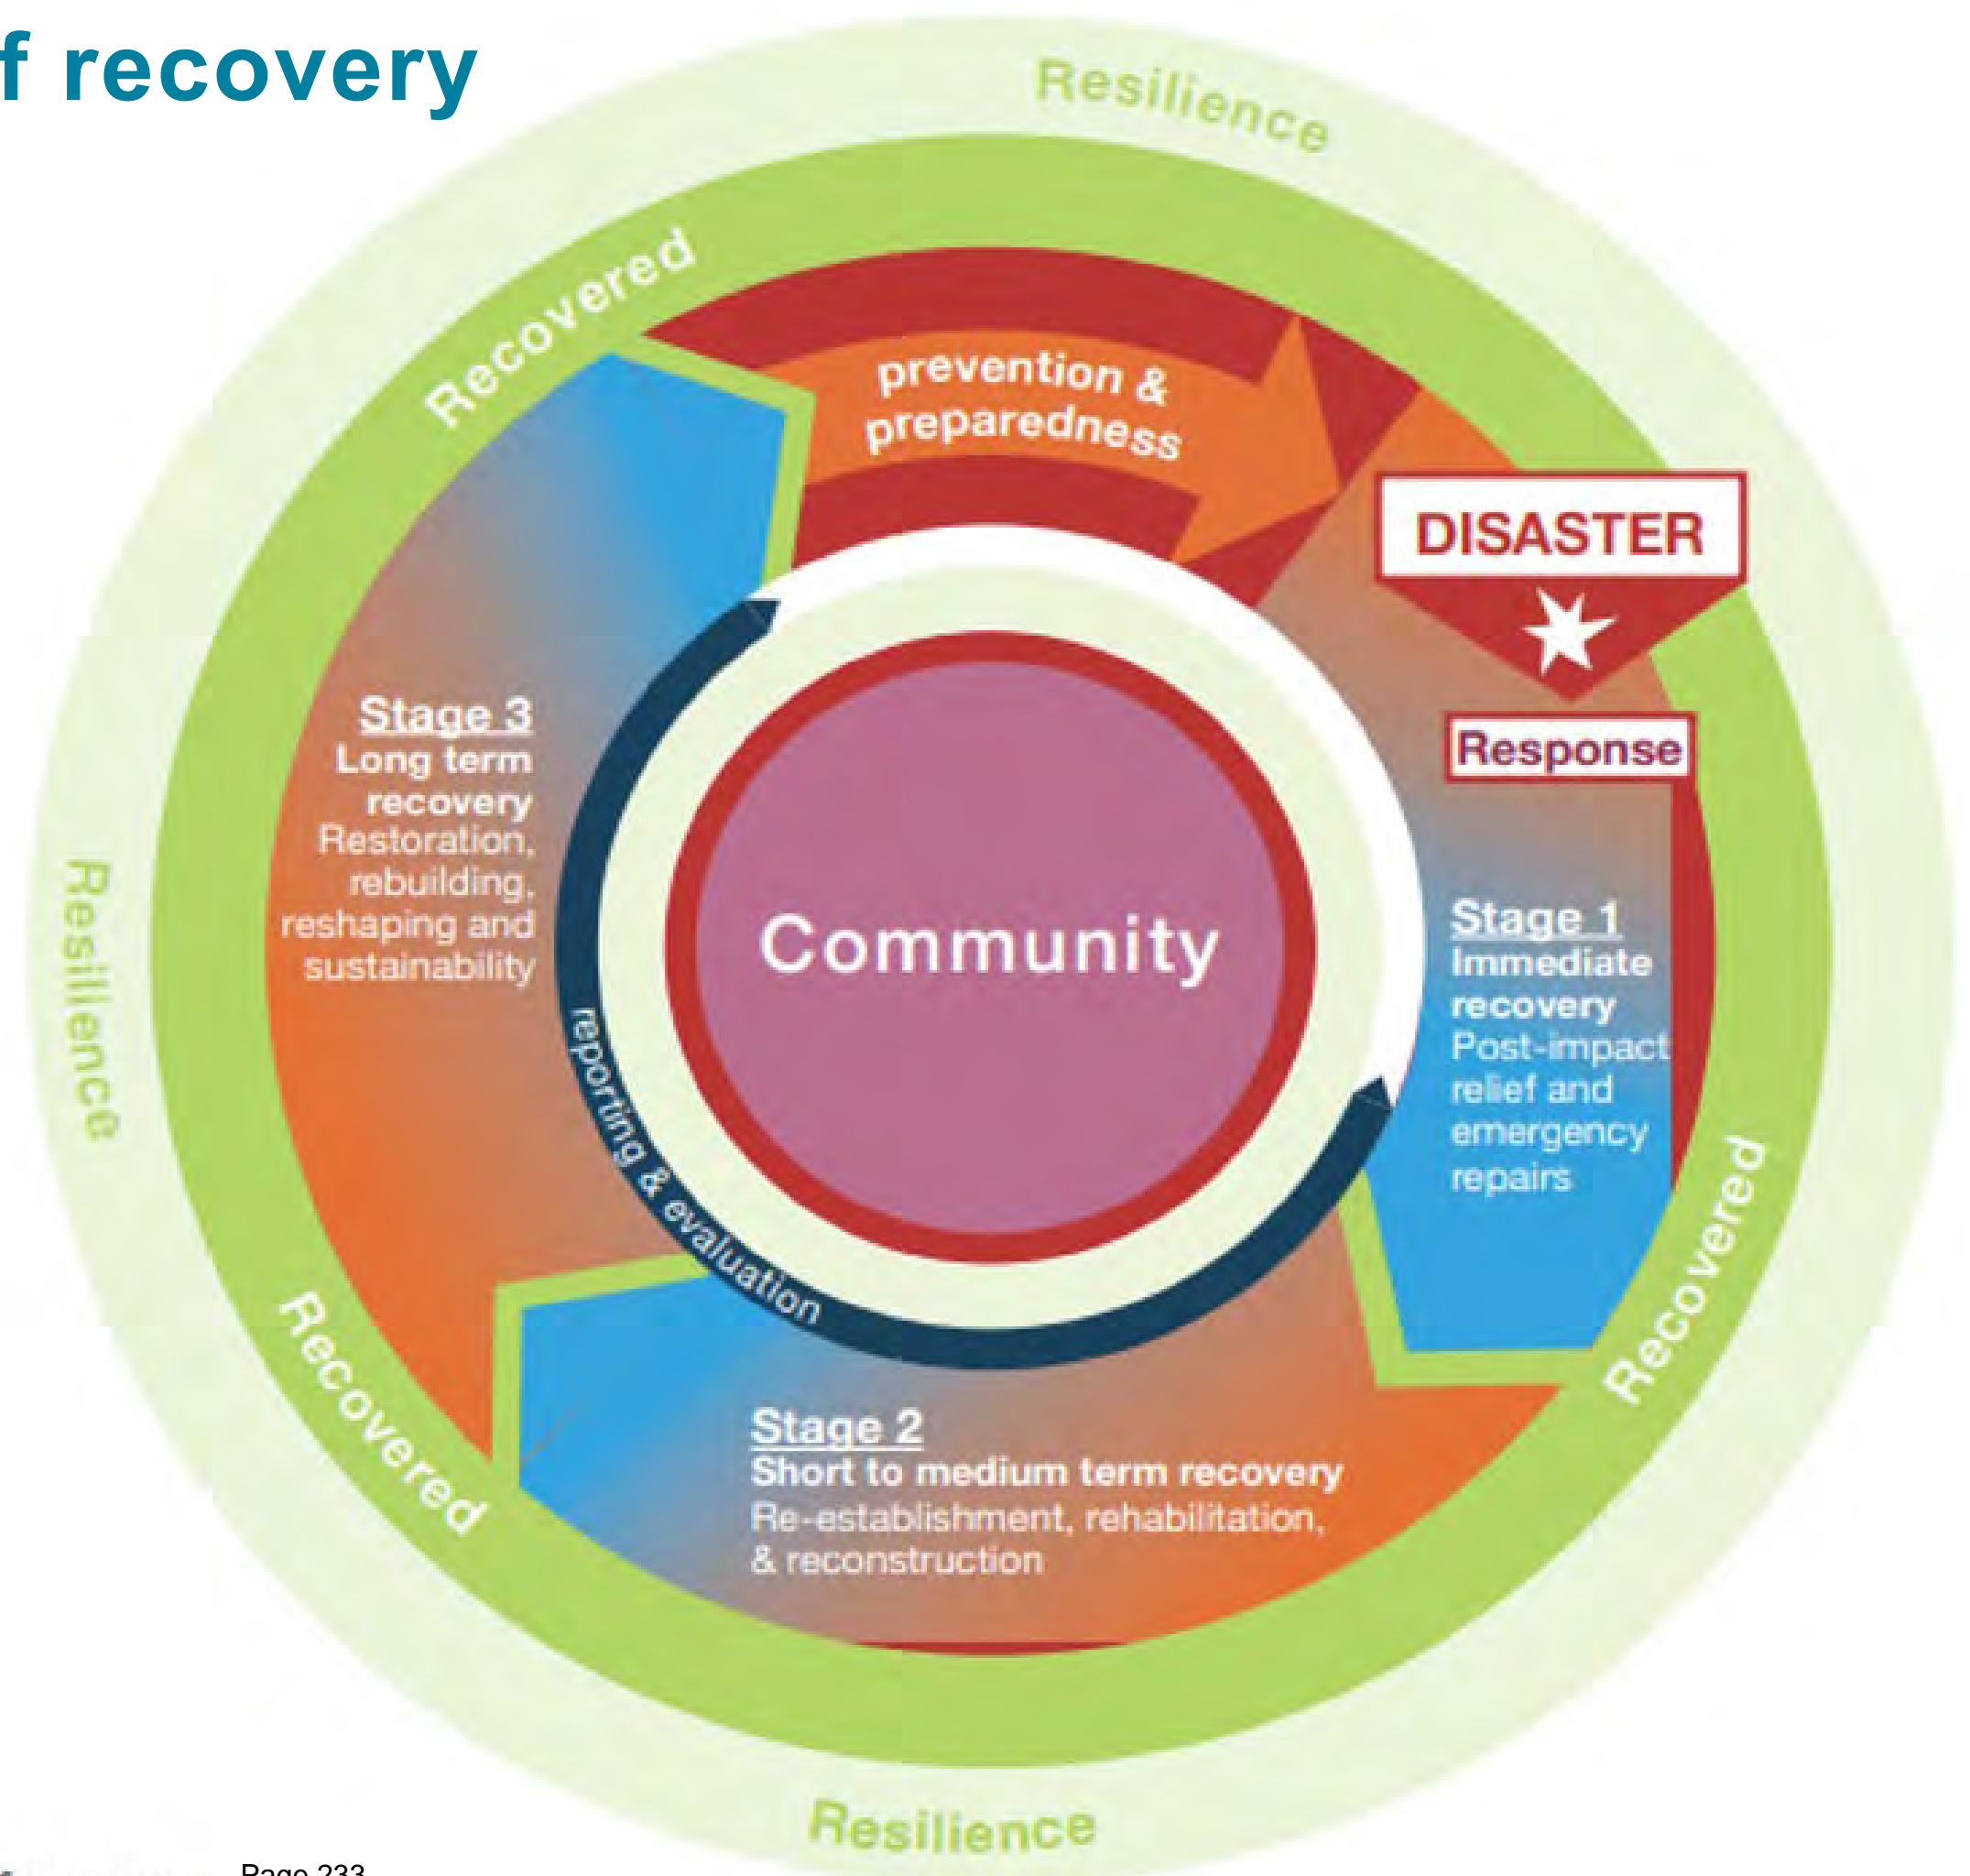 f recovery
Resilience
Recovered
prevention &
preparedness
DISASTER
Response
Stage 3
Long term
recovery
Restoration,
rebuilding,
reshaping and
sustainability
Community
Stage 1
Immediate
recovery
Post-impact
relief and
emergency
repairs
Resilience
reporting & evaluation
Recovered
Recovered
Stage 2
Short to medium term recovery
Re-establishment, rehabilitation,
& reconstruction
Resilience
Page 233